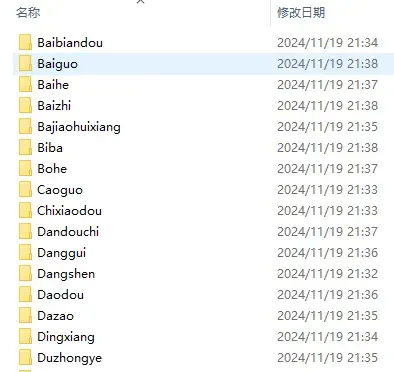 名称 修改日期
Baibiandou 2024/11/19 21:34
Baiguo 2024/11/19 21:38
Baihe 2024/11/19 21:37
Baizhi 2024/11/19 21:38
Bajiaohuixiang 2024/11/19 21:35
Biba 2024/11/19 21:38
Bohe 2024/11/19 21:37
Caoguo 2024/11/19 21:33
Chixiaodou 2024/11/19 21:33
Dandouchi 2024/11/19 21:37
Danggui 2024/11/19 21:36
Dangshen 2024/11/19 21:32
Daodou 2024/11/19 21:36
Dazao 2024/11/19 21:35
Dingxiang 2024/11/19 21:34
Duzhongye 2024/11/19 21:35